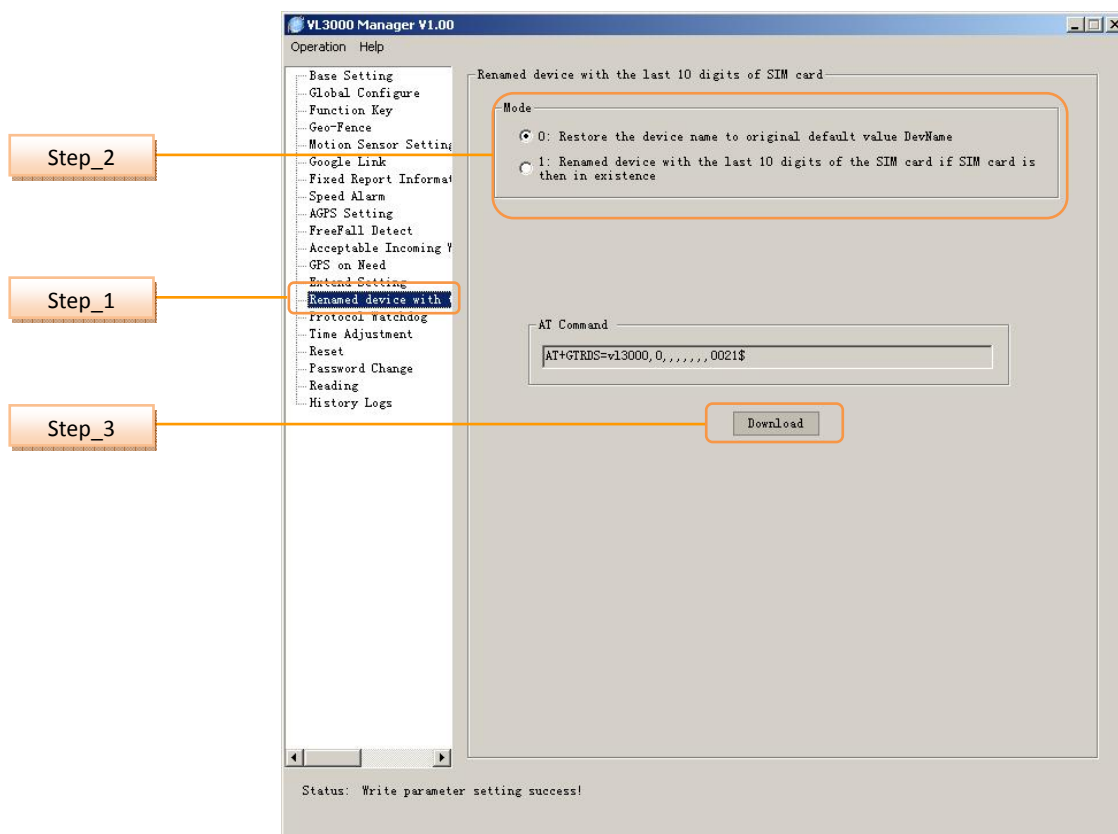 VL3000 Manager V1.00
Operation Help
Base Setting
Global Configure
Function Key
Geo-Fence
Motion Sensor Setting
Google Link
Fixed Report Informat
Speed Alarm
AGPS Setting
FreeFall Detect
Acceptable Incoming W
GPS on Need
Extend Setting
Renamed device with t
Protocol Watchdog
Time Adjustment
Reset
Password Change
Reading
History Logs
Renamed device with the last 10 digits of SIM card
Mode
0: Restore the device name to original default value DevName
1: Renamed device with the last 10 digits of the SIM card if SIM card is
then in existence
AT Command
AT+GTRDS=vl3000,0,,,,,,,0021$
Download
Status: Write parameter setting success!
Step_2
Step_1
Step_3